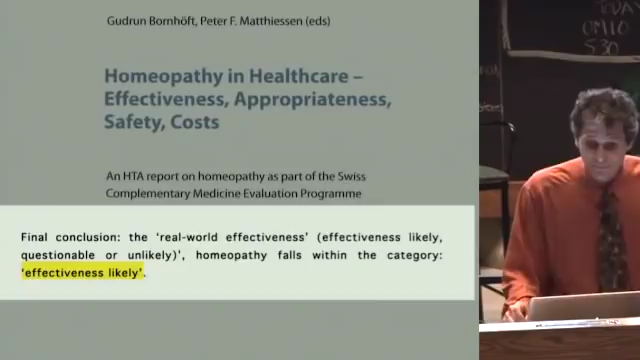 Gudrun Bornhöft, Peter F. Matthiessen (eds)
Homeopathy in Healthcare –
Effectiveness, Appropriateness,
Safety, Costs
An HTA report on homeopathy as part of the Swiss
Complementary Medicine Evaluation Programme
Final conclusion: the ‘real-world effectiveness’ (effectiveness likely,
questionable or unlikely)’, homeopathy falls within the category:
‘effectiveness likely’.
TODAY
530